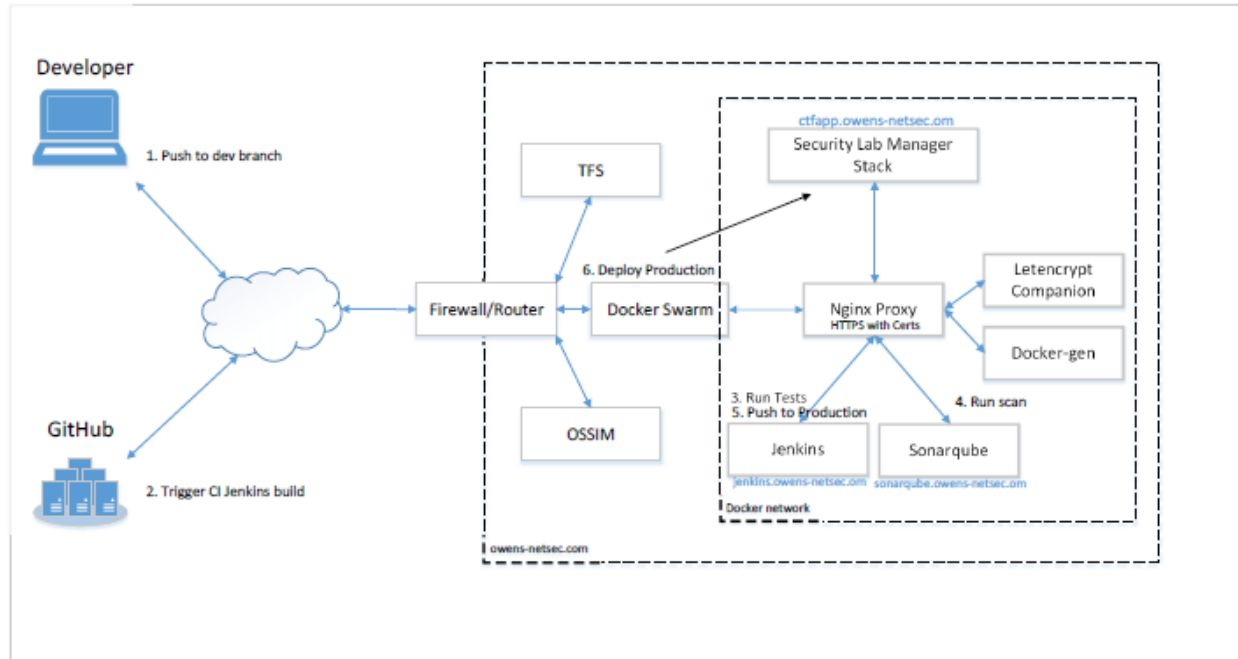 Developer
1. Push to dev branch
GitHub
2. Trigger CI Jenkins build
Firewall/Router
TFS
6. Deploy Production
Docker Swarm
OSSIM
owens-netsec.com
ctfapp.owens-netsec.om
Security Lab Manager
Stack
Nginx Proxy
HTTPS with Certs
Letencrypt
Companion
Docker-gen
3. Run Tests
5. Push to Production
4. Run scan
Jenkins
jenkins.owens-netsec.om
Sonarqube
sonarqube.owens-netsec.om
Docker network